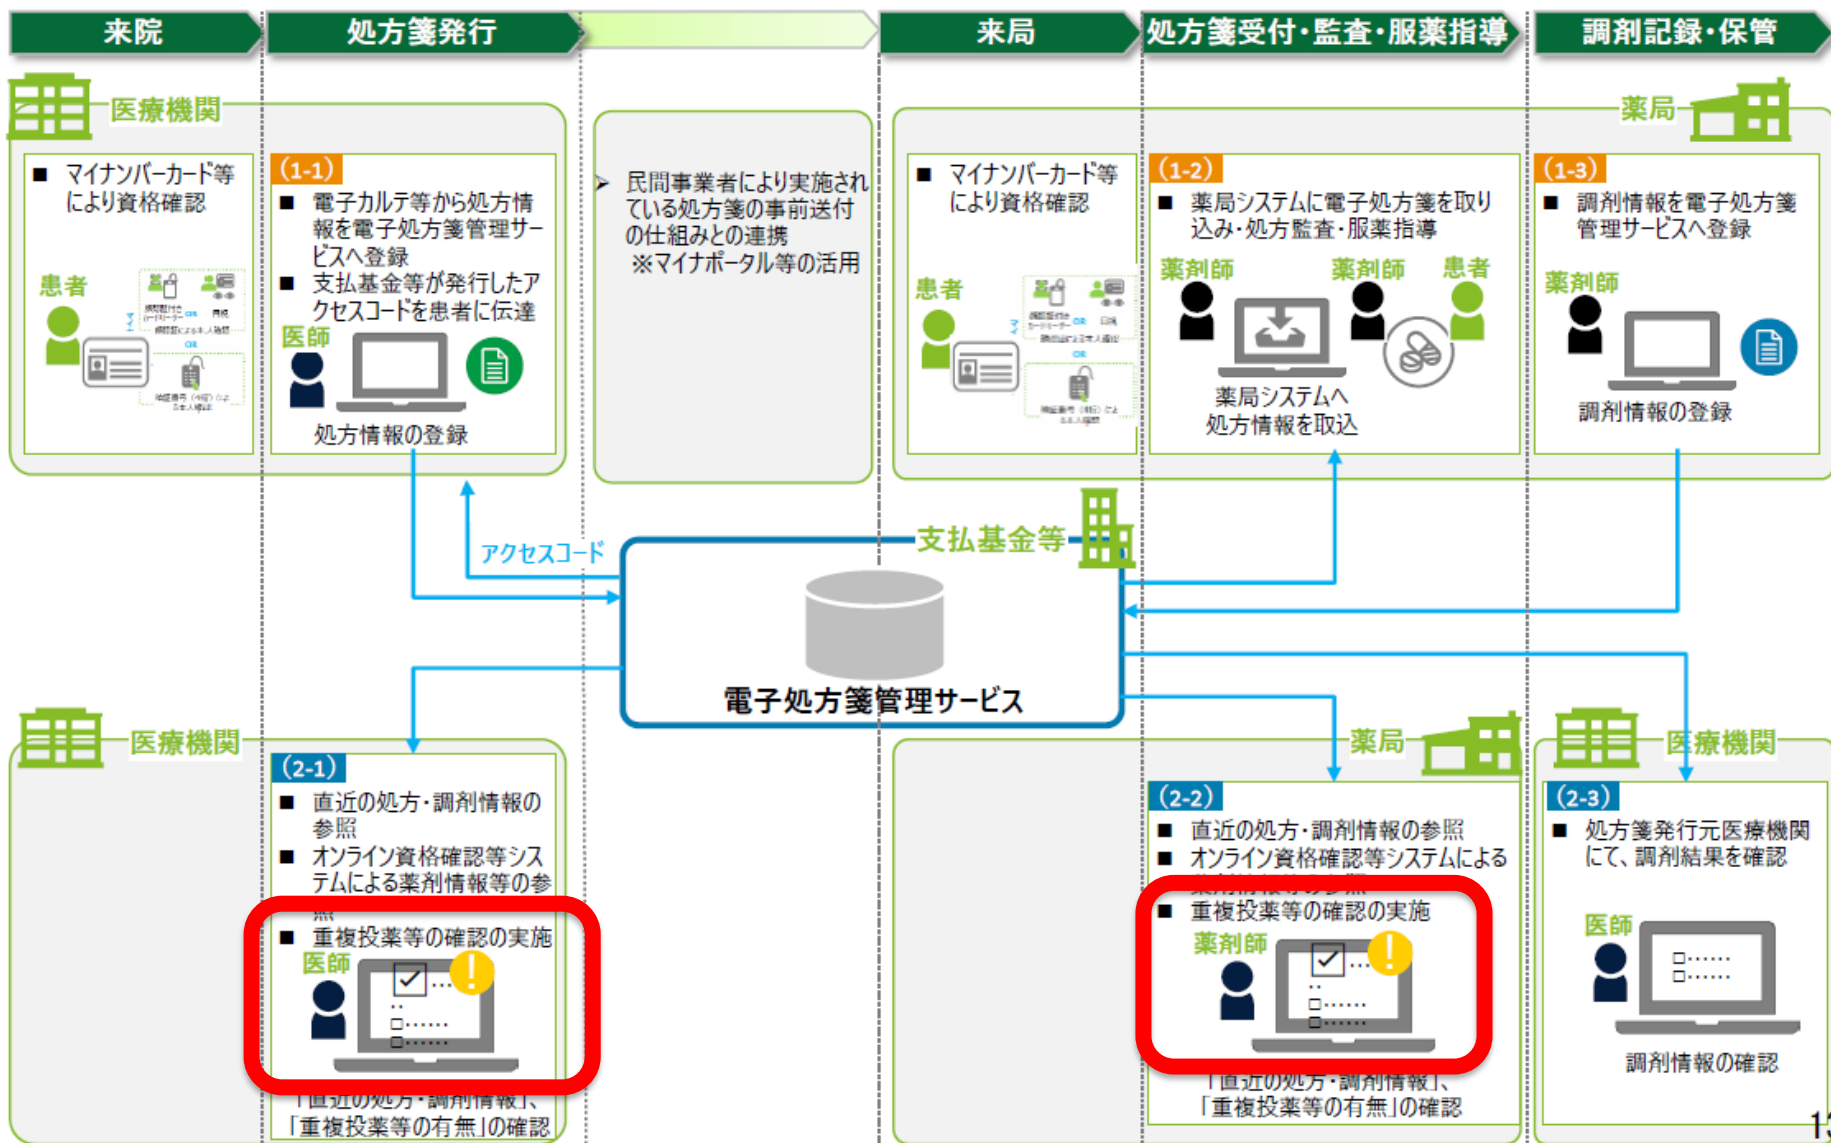 来院
処方箋発行
来局
処方箋受付・監査・服薬指導
調剤記録・保管
医療機関
■ マイナンバーカード等
により資格確認
患者
OR
OR
(1-1)
■ 電子カルテ等から処方情
報を電子処方箋管理サー
ビスへ登録
■ 支払基金等が発行したア
クセスコードを患者に伝達
医師
処方情報の登録
➢ 民間事業者により実施され
ている処方箋の事前送付
の仕組みとの連携
※マイナポータル等の活用
薬局
■ マイナンバーカード等
により資格確認
患者
OR
OR
(1-2)
■ 薬局システムに電子処方箋を取り
込み・処方監査・服薬指導
薬剤師
薬剤師
患者
薬局システムへ
処方情報を取込
(1-3)
■ 調剤情報を電子処方箋
管理サービスへ登録
薬剤師
調剤情報の登録
アクセスコード
支払基金等
電子処方箋管理サービス
医療機関
(2-1)
■ 直近の処方・調剤情報の
参照
■ オンライン資格確認等シス
テムによる薬剤情報等の参
照
■ 重複投薬等の確認の実施
医師
「直近の処方・調剤情報」、
「重複投薬等の有無」の確認
薬局
(2-2)
■ 直近の処方・調剤情報の参照
■ オンライン資格確認等システムによる
薬剤情報等の参照
■ 重複投薬等の確認の実施
薬剤師
「直近の処方・調剤情報」、
「重複投薬等の有無」の確認
医療機関
(2-3)
■ 処方箋発行元医療機関
にて、調剤結果を確認
医師
調剤情報の確認